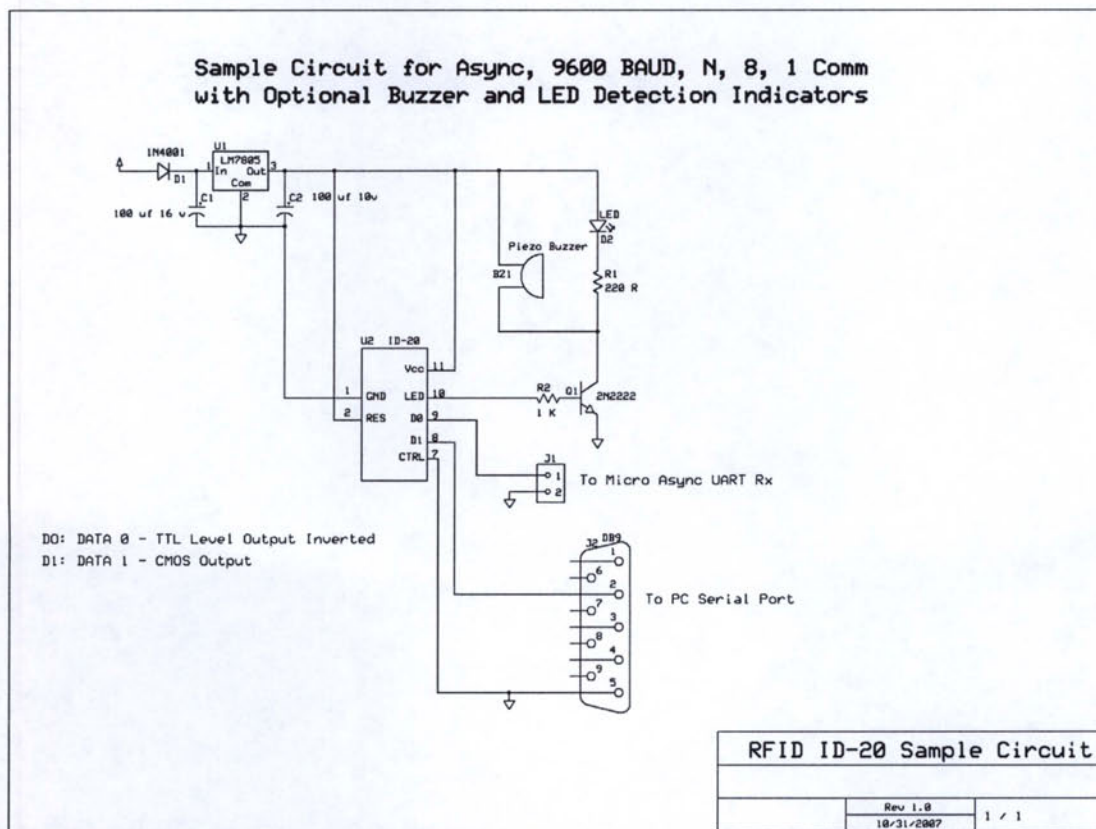 Sample Circuit for Async, 9600 BAUD, N, 8, 1 Comm
with Optional Buzzer and LED Detection Indicators
U1
1N4001
LM7805
1
In Out
3
D1
Com
2
C1
C2
100 uf 10v
100 uf 16 v
LED
D2
Piezo Buzzer
BZ1
R1
220 R
U2 ID-20
Vcc
11
1
GND
LED
10
R2
Q1
2N2222
2
RES
D0
9
1 K
D1
8
CTRL
7
J1
1
2
To Micro Async UART Rx
DO: DATA 0 - TTL Level Output Inverted
D1: DATA 1 - CMOS Output
J2
DB9
1
6
2
To PC Serial Port
7
3
8
4
9
5
RFID ID-20 Sample Circuit
Rev 1.0
10/31/2007
1 / 1